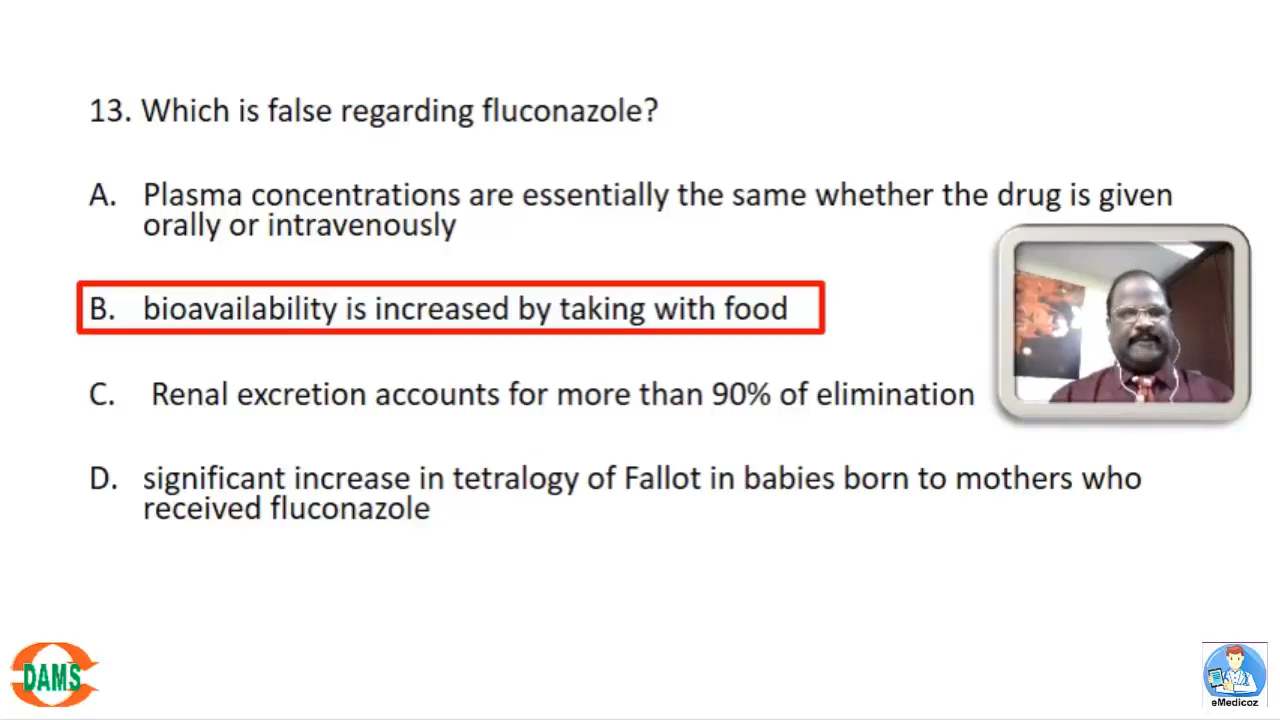 13. Which is false regarding fluconazole?
A. Plasma concentrations are essentially the same whether the drug is given
orally or intravenously
B. bioavailability is increased by taking with food
C. Renal excretion accounts for more than 90% of elimination
D. significant increase in tetralogy of Fallot in babies born to mothers who
received fluconazole
DAMS
eMedicoz